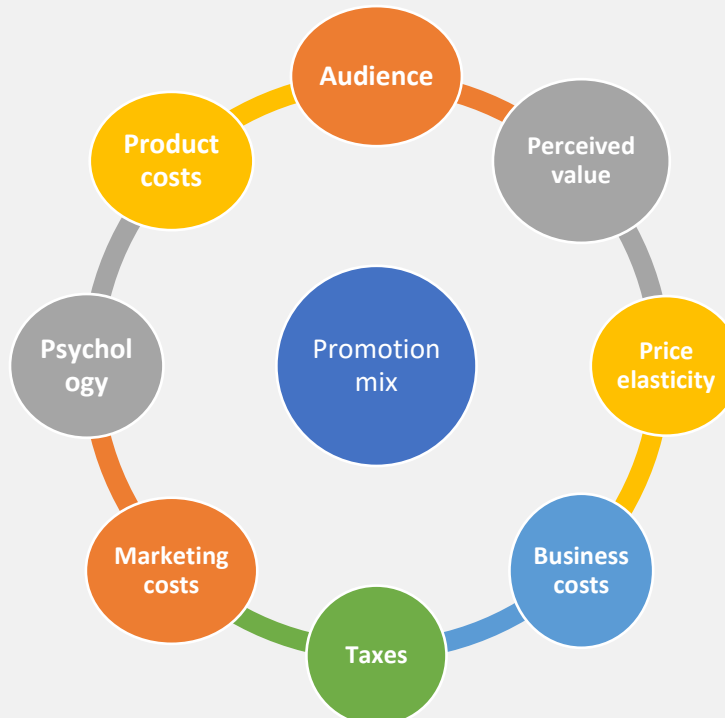 Audience
Perceived
value
Price
elasticity
Business
costs
Taxes
Marketing
costs
Psychol
ogy
Product
costs
Promotion
mix